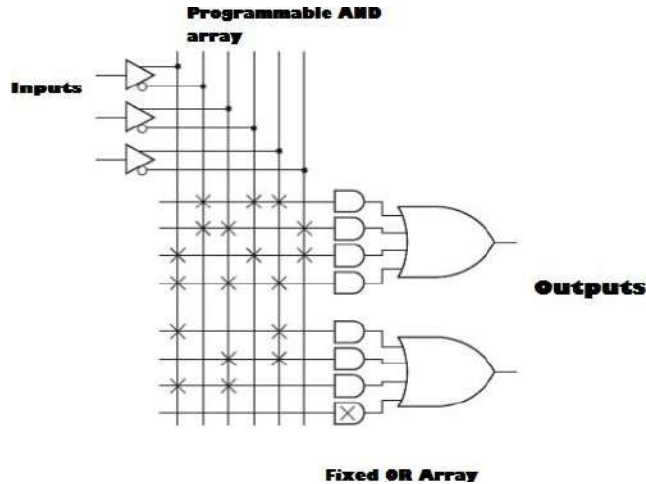 Programmable AND
array
Inputs
Outputs
Fixed OR Array